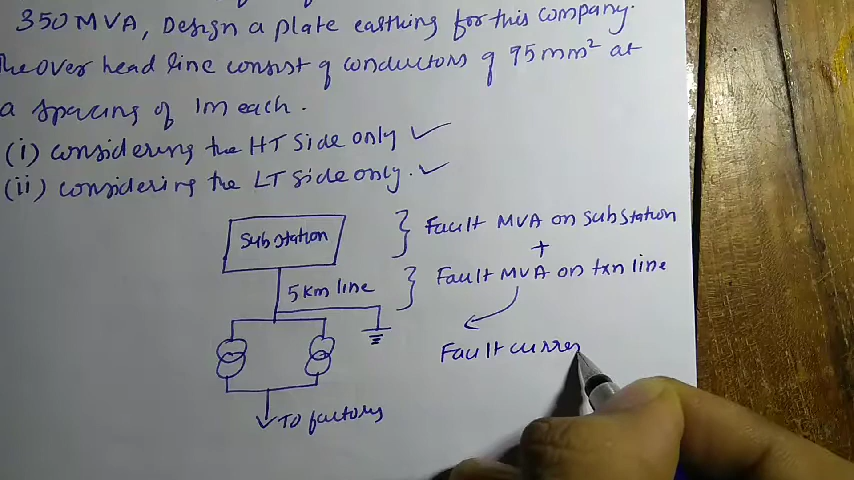 350 MVA, Design a plate earthing for this company.
The over head line consist of conductors of 95mm² at
a spacing of 1m each.
(i) considering the HT side only ✓
(ii) considering the LT side only. ✓
Substation
Fault MVA on substation
+
5km line
Fault MVA on txn line
Fault curre
To factory